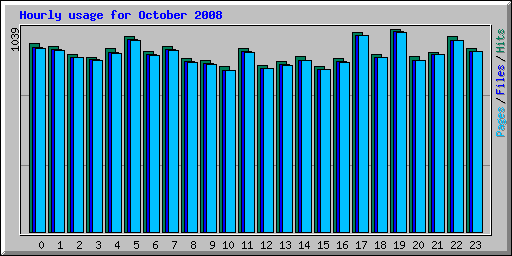 Hourly usage for October 2008
1039
Pages/Files/Hits
0 1 2 3 4 5 6 7 8 9 10 11 12 13 14 15 16 17 18 19 20 21 22 23